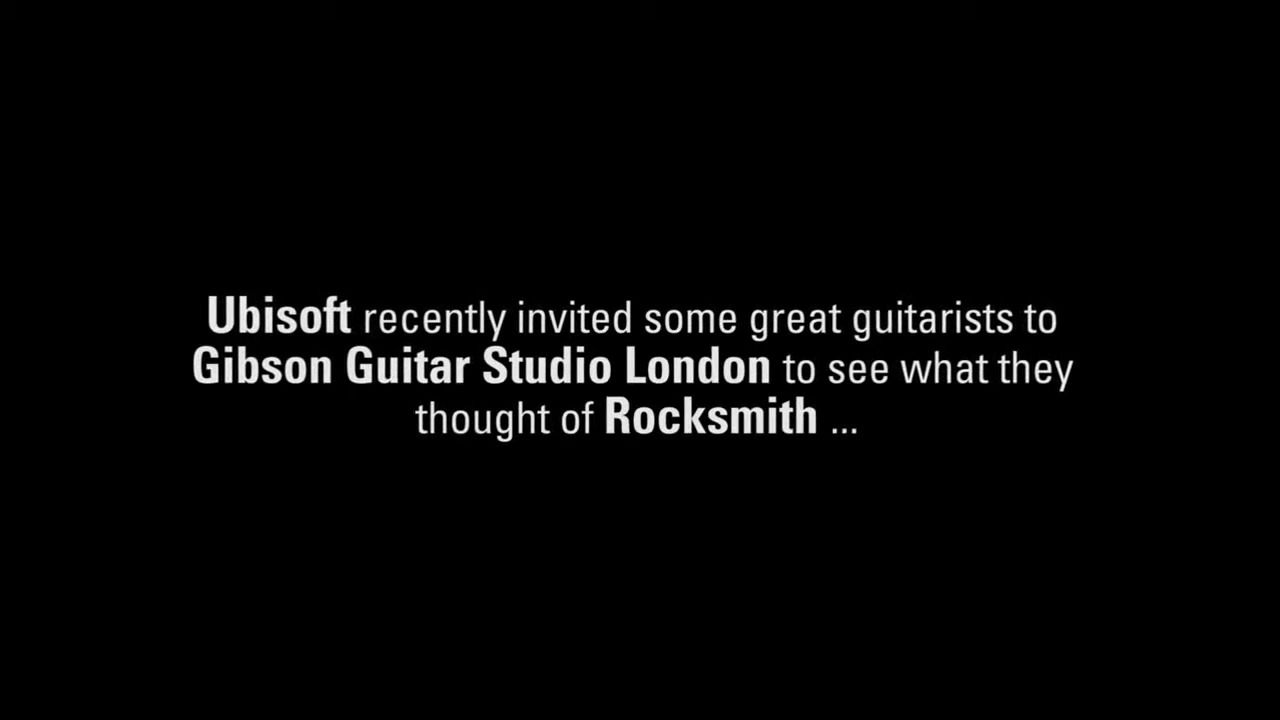 Ubisoft recently invited some great guitarists to
Gibson Guitar Studio London to see what they
thought of Rocksmith ...